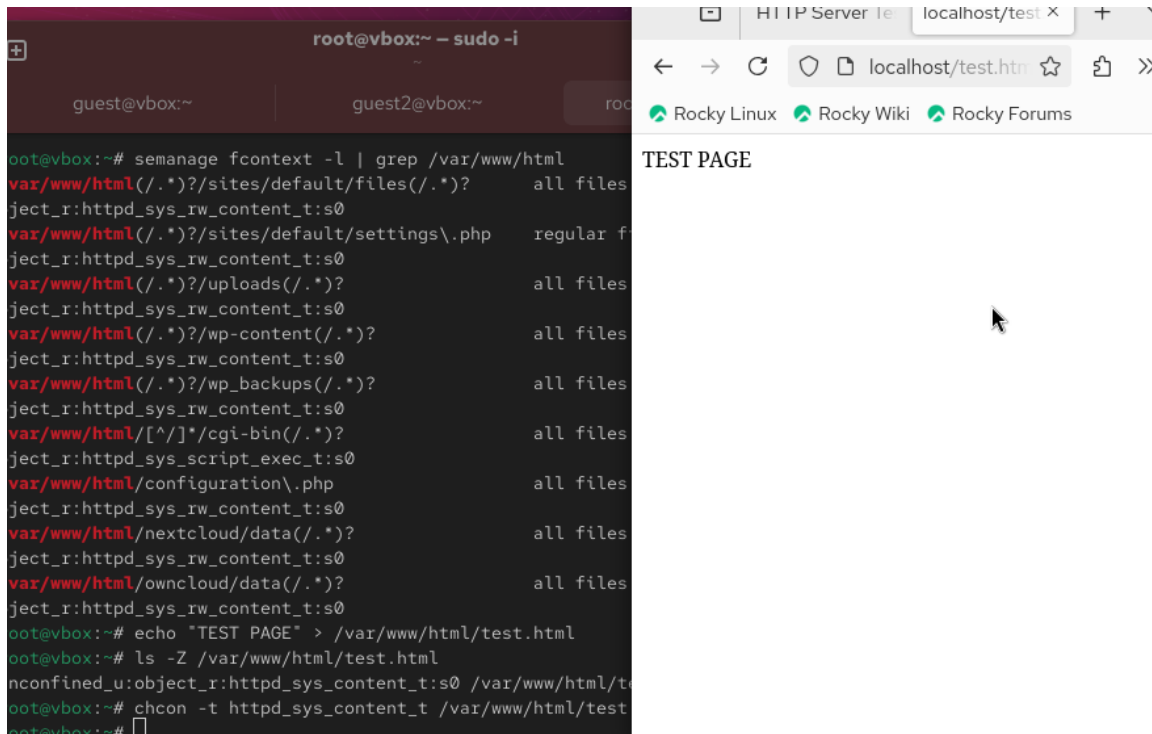 root@vbox:~ — sudo -i
~
guest@vbox:~ guest2@vbox:~ roo
oot@vbox:~# semanage fcontext -l | grep /var/www/html
var/www/html(/.*)?/sites/default/files(/.*)? all files
ject_r:httpd_sys_rw_content_t:s0
var/www/html(/.*)?/sites/default/settings\.php regular f
ject_r:httpd_sys_rw_content_t:s0
var/www/html(/.*)?/uploads(/.*)? all files
ject_r:httpd_sys_rw_content_t:s0
var/www/html(/.*)?/wp-content(/.*)? all files
ject_r:httpd_sys_rw_content_t:s0
var/www/html(/.*)?/wp_backups(/.*)? all files
ject_r:httpd_sys_rw_content_t:s0
var/www/html/[^/]*/cgi-bin(/.*)? all files
ject_r:httpd_sys_script_exec_t:s0
var/www/html/configuration\.php all files
ject_r:httpd_sys_rw_content_t:s0
var/www/html/nextcloud/data(/.*)? all files
ject_r:httpd_sys_rw_content_t:s0
var/www/html/owncloud/data(/.*)? all files
ject_r:httpd_sys_rw_content_t:s0
oot@vbox:~# echo "TEST PAGE" > /var/www/html/test.html
oot@vbox:~# ls -Z /var/www/html/test.html
nconfined_u:object_r:httpd_sys_content_t:s0 /var/www/html/te
oot@vbox:~# chcon -t httpd_sys_content_t /var/www/html/test
oot@vbox:~#
HTTP Server Te localhost/test
localhost/test.htm
Rocky Linux Rocky Wiki Rocky Forums
TEST PAGE